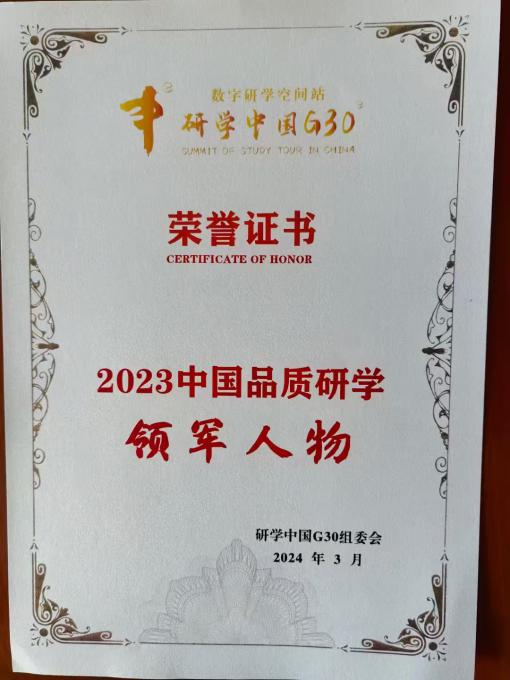 数字研学空间站
研学中国G30
SUMMIT OF STUDY TOUR IN CHINA
荣誉证书
CERTIFICATE OF HONOR
2023中国品质研学
领军人物
研学中国G30组委会
2024 年 3 月